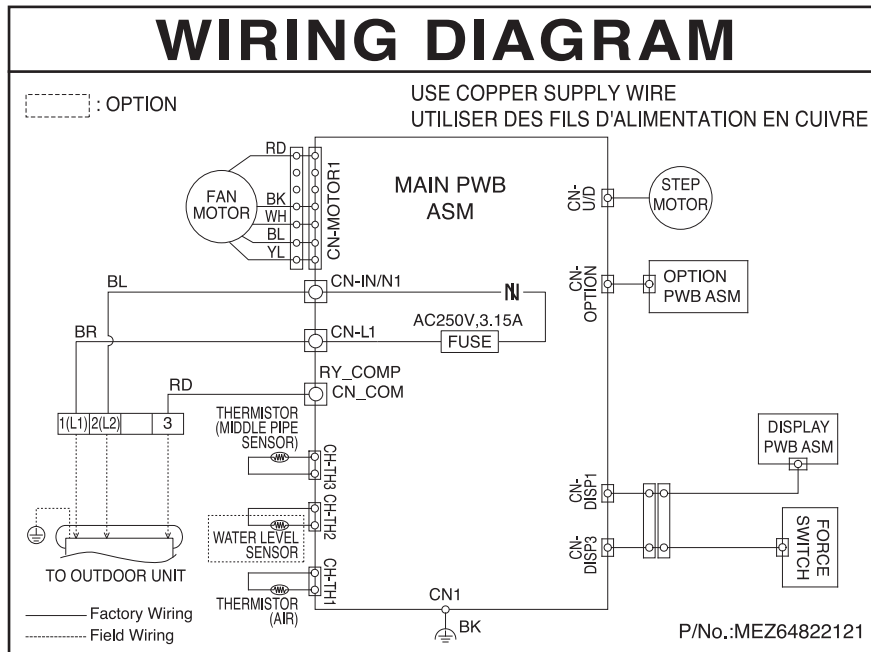 WIRING DIAGRAM
: OPTION
USE COPPER SUPPLY WIRE
UTILISER DES FILS D'ALIMENTATION EN CUIVRE
RD
FAN
MOTOR
BK
WH
BL
YL
CN-MOTOR1
MAIN PWB
ASM
CN-
U/D
STEP
MOTOR
CN-
OPTION
OPTION
PWB ASM
BL
CN-IN/N1
BR
CN-L1
AC250V,3.15A
FUSE
RY_COMP
CN_COM
RD
1(L1)
2(L2)
3
THERMISTOR
(MIDDLE PIPE
SENSOR)
CH-TH3
CH-TH2
WATER LEVEL
SENSOR
CH-TH1
THERMISTOR
(AIR)
TO OUTDOOR UNIT
DISPLAY
PWB ASM
CN-
DISP1
CN-
DISP3
FORCE
SWITCH
CN1
BK
Factory Wiring
Field Wiring
P/No.:MEZ64822121